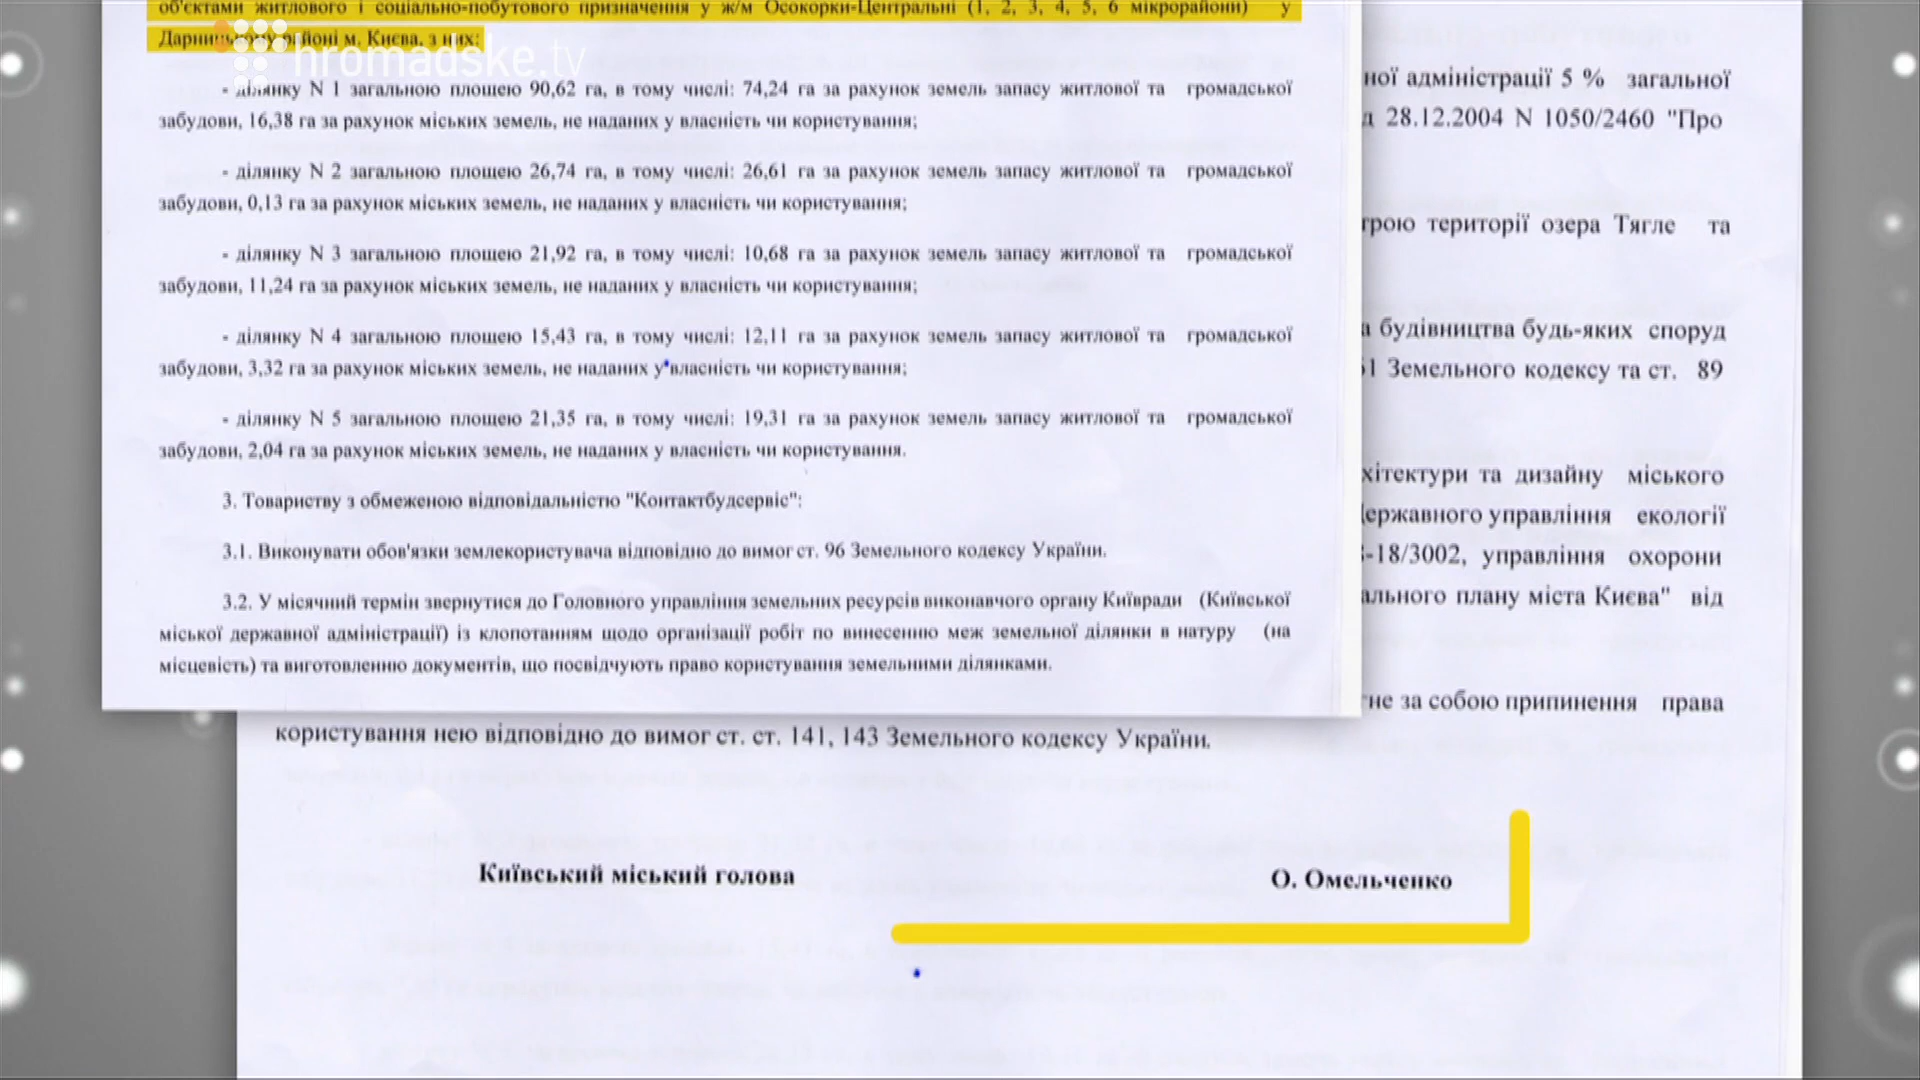 об'єктами житлового і соціально-побутового призначення у ж/м Осокорки-Центральні (1, 2, 3, 4, 5, 6 мікрорайони) у
Дарницькому районі м. Києва, з них:
hromadske.tv
- ділянку N 1 загальною площею 90,62 га, в тому числі: 74,24 га за рахунок земель запасу житлової та громадської
забудови, 16,38 га за рахунок міських земель, не наданих у власність чи користування;
- ділянку N 2 загальною площею 26,74 га, в тому числі: 26,61 га за рахунок земель запасу житлової та громадської
забудови, 0,13 га за рахунок міських земель, не наданих у власність чи користування;
- ділянку N 3 загальною площею 21,92 га, в тому числі: 10,68 га за рахунок земель запасу житлової та громадської
забудови, 11,24 га за рахунок міських земель, не наданих у власність чи користування;
- ділянку N 4 загальною площею 15,43 га, в тому числі: 12,11 га за рахунок земель запасу житлової та громадської
забудови, 3,32 га за рахунок міських земель, не наданих у власність чи користування;
- ділянку N 5 загальною площею 21,35 га, в тому числі: 19,31 га за рахунок земель запасу житлової та громадської
забудови, 2,04 га за рахунок міських земель, не наданих у власність чи користування.
3. Товариству з обмеженою відповідальністю "Контактбудсервіс":
3.1. Виконувати обов'язки землекористувача відповідно до вимог ст. 96 Земельного кодексу України.
3.2. У місячний термін звернутися до Головного управління земельних ресурсів виконавчого органу Київради (Київської
міської державної адміністрації) із клопотанням щодо організації робіт по винесенню меж земельної ділянки в натуру (на
місцевість) та виготовленню документів, що посвідчують право користування земельними ділянками.
ної адміністрації 5 % загальної
28.12.2004 N 1050/2460 "Про
трою території озера Тягле та
а будівництва будь-яких споруд
1 Земельного кодексу та ст. 89
хітектури та дизайну міського
ержавного управління екології
-18/3002, управління охорони
ального плану міста Києва" від
гне за собою припинення права
користування нею відповідно до вимог ст. ст. 141, 143 Земельного кодексу України.
Київський міський голова
О. Омельченко